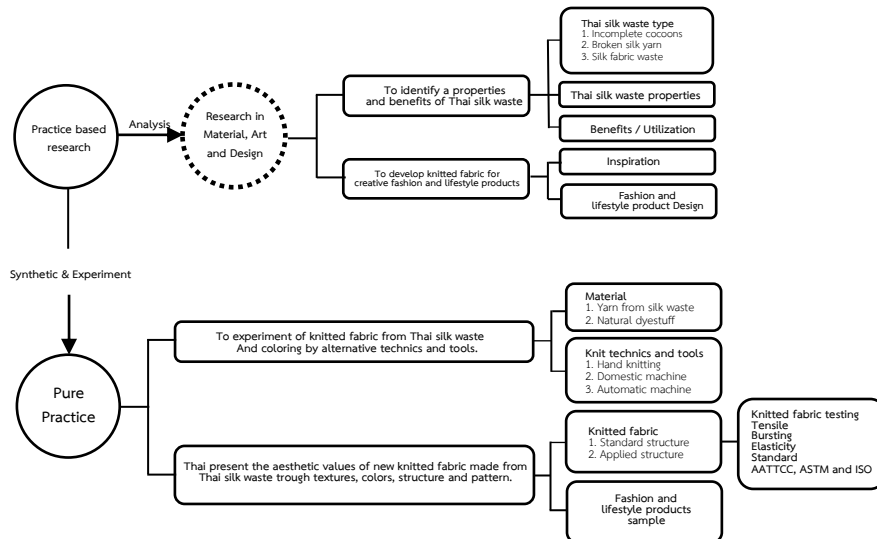 Practice based
research
Analysis
Research in
Material, Art
and Design
To identify a properties
and benefits of Thai silk waste
Thai silk waste type
1. Incomplete cocoons
2. Broken silk yarn
3. Silk fabric waste
Thai silk waste properties
Benefits / Utilization
To develop knitted fabric for
creative fashion and lifestyle products
Inspiration
Fashion and
lifestyle product Design
Synthetic & Experiment
Pure
Practice
To experiment of knitted fabric from Thai silk waste
And coloring by alternative technics and tools.
Material
1. Yarn from silk waste
2. Natural dyestuff
Knit technics and tools
1. Hand knitting
2. Domestic machine
3. Automatic machine
Thai present the aesthetic values of new knitted fabric made from
Thai silk waste trough textures, colors, structure and pattern.
Knitted fabric
1. Standard structure
2. Applied structure
Knitted fabric testing
Tensile
Bursting
Elasticity
Standard
AATTCC, ASTM and ISO
Fashion and
lifestyle products
sample